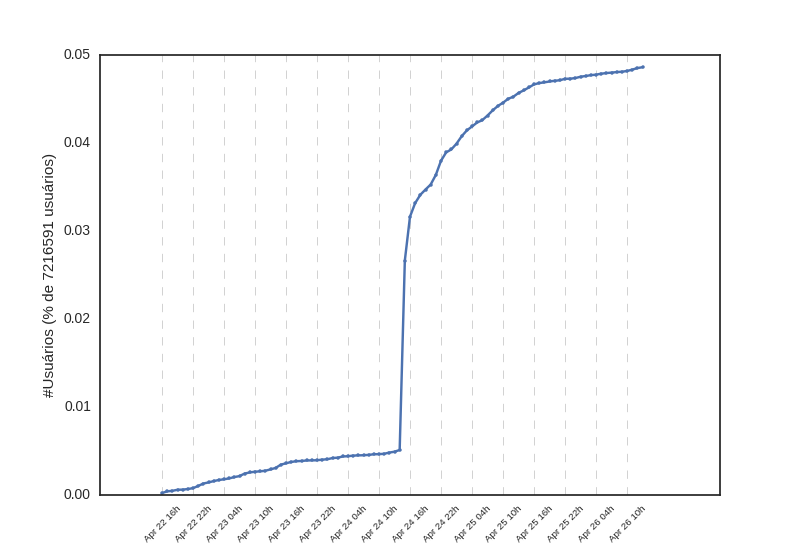 0.05
0.04
0.03
0.02
0.01
0.00
#Usuários (% de 7216591 usuários)
Apr 22 16h
Apr 22 22h
Apr 23 04h
Apr 23 10h
Apr 23 16h
Apr 23 22h
Apr 24 04h
Apr 24 10h
Apr 24 16h
Apr 24 22h
Apr 25 04h
Apr 25 10h
Apr 25 16h
Apr 25 22h
Apr 26 04h
Apr 26 10h